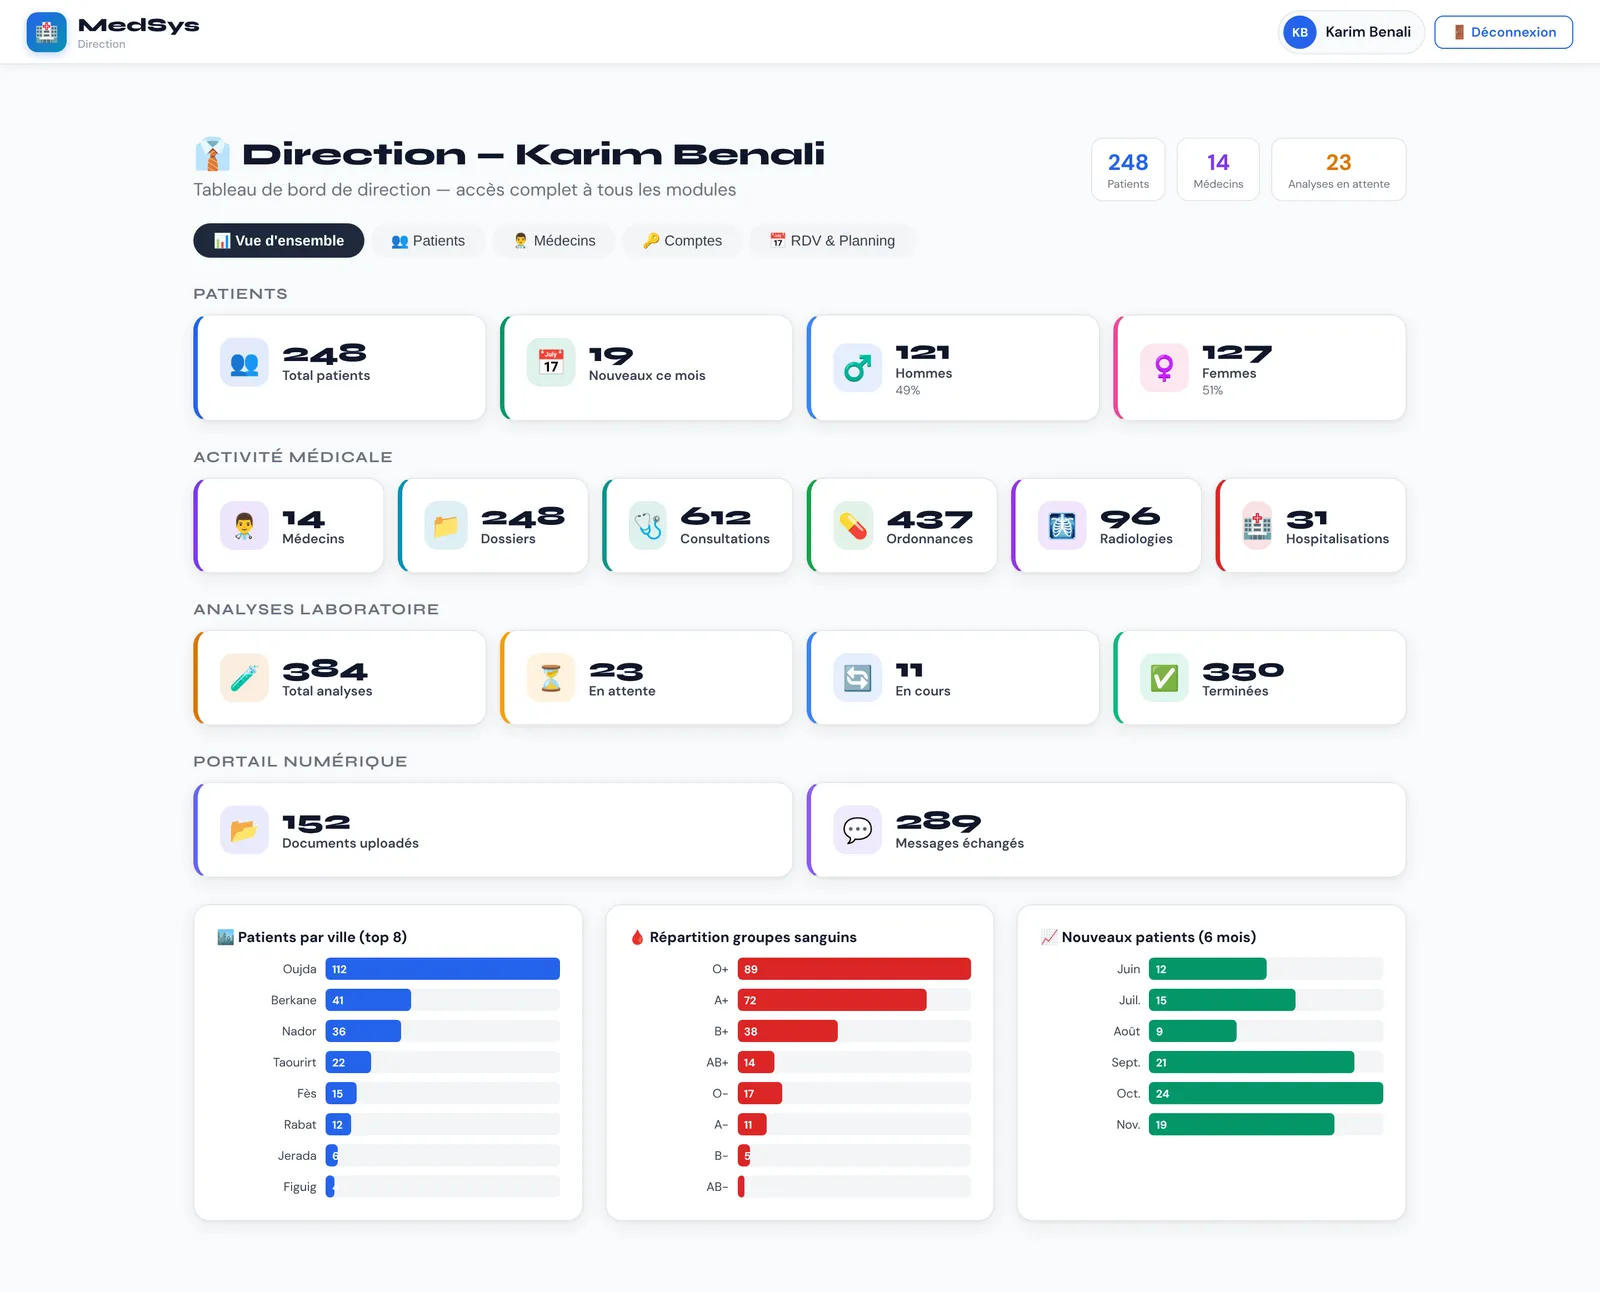 MedSys
Direction
KB
Karim Benali
Déconnexion
Direction – Karim Benali
Tableau de bord de direction — accès complet à tous les modules
248
Patients
14
Médecins
23
Analyses en attente
Vue d'ensemble
Patients
Médecins
Comptes
RDV & Planning
PATIENTS
248
Total patients
July
17
19
Nouveaux ce mois
121
Hommes
49%
127
Femmes
51%
ACTIVITÉ MÉDICALE
14
Médecins
248
Dossiers
612
Consultations
437
Ordonnances
96
Radiologies
31
Hospitalisations
ANALYSES LABORATOIRE
384
Total analyses
23
En attente
11
En cours
350
Terminées
PORTAIL NUMÉRIQUE
152
Documents uploadés
289
Messages échangés
Patients par ville (top 8)
Oujda 112
Berkane 41
Nador 36
Taourirt 22
Fès 15
Rabat 12
Jerada 6
Figuig
Répartition groupes sanguins
O+ 89
A+ 72
B+ 38
AB+ 14
O− 17
A− 11
B− 5
AB−
Nouveaux patients (6 mois)
Juin 12
Juil. 15
Août 9
Sept. 21
Oct. 24
Nov. 19